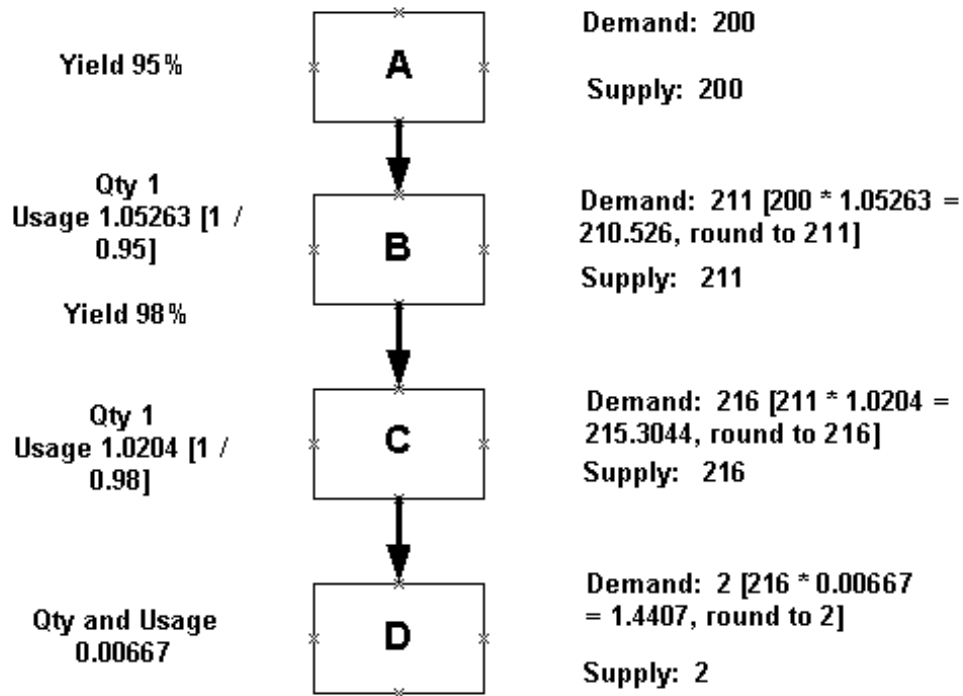 Yield 95%
A
Demand: 200
Supply: 200
Qty 1
Usage 1.05263 [1 /
0.95]
B
Demand: 211 [200 * 1.05263 =
210.526, round to 211]
Supply: 211
Yield 98%
Qty 1
Usage 1.0204 [1 /
0.98]
C
Demand: 216 [211 * 1.0204 =
215.3044, round to 216]
Supply: 216
Qty and Usage
0.00667
D
Demand: 2 [216 * 0.00667
= 1.4407, round to 2]
Supply: 2